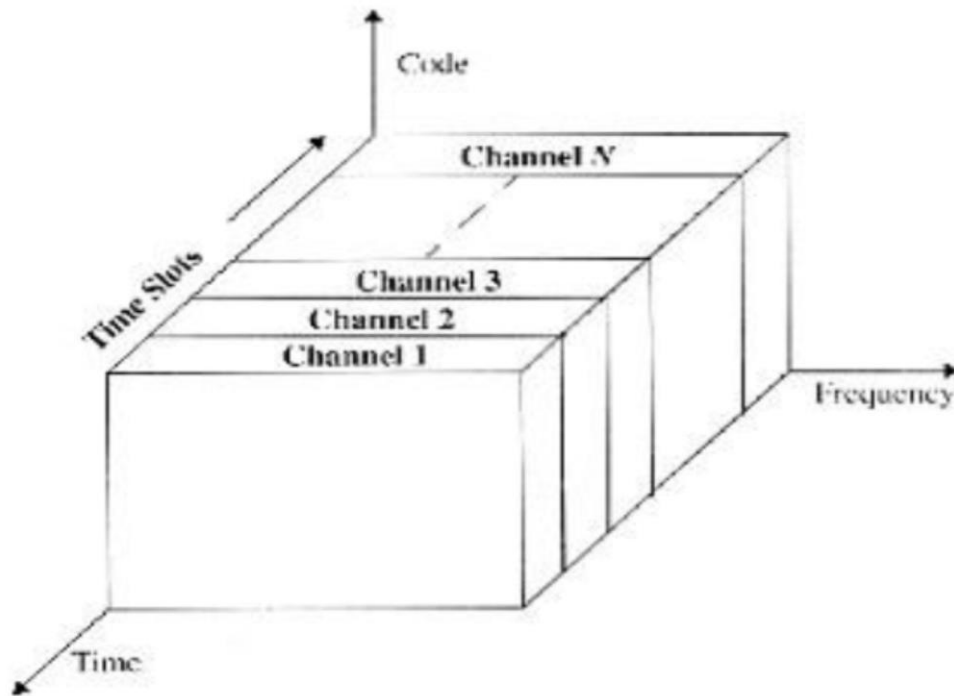 Code
Channel N
Time Slots
Channel 3
Channel 2
Channel 1
Frequency
Time